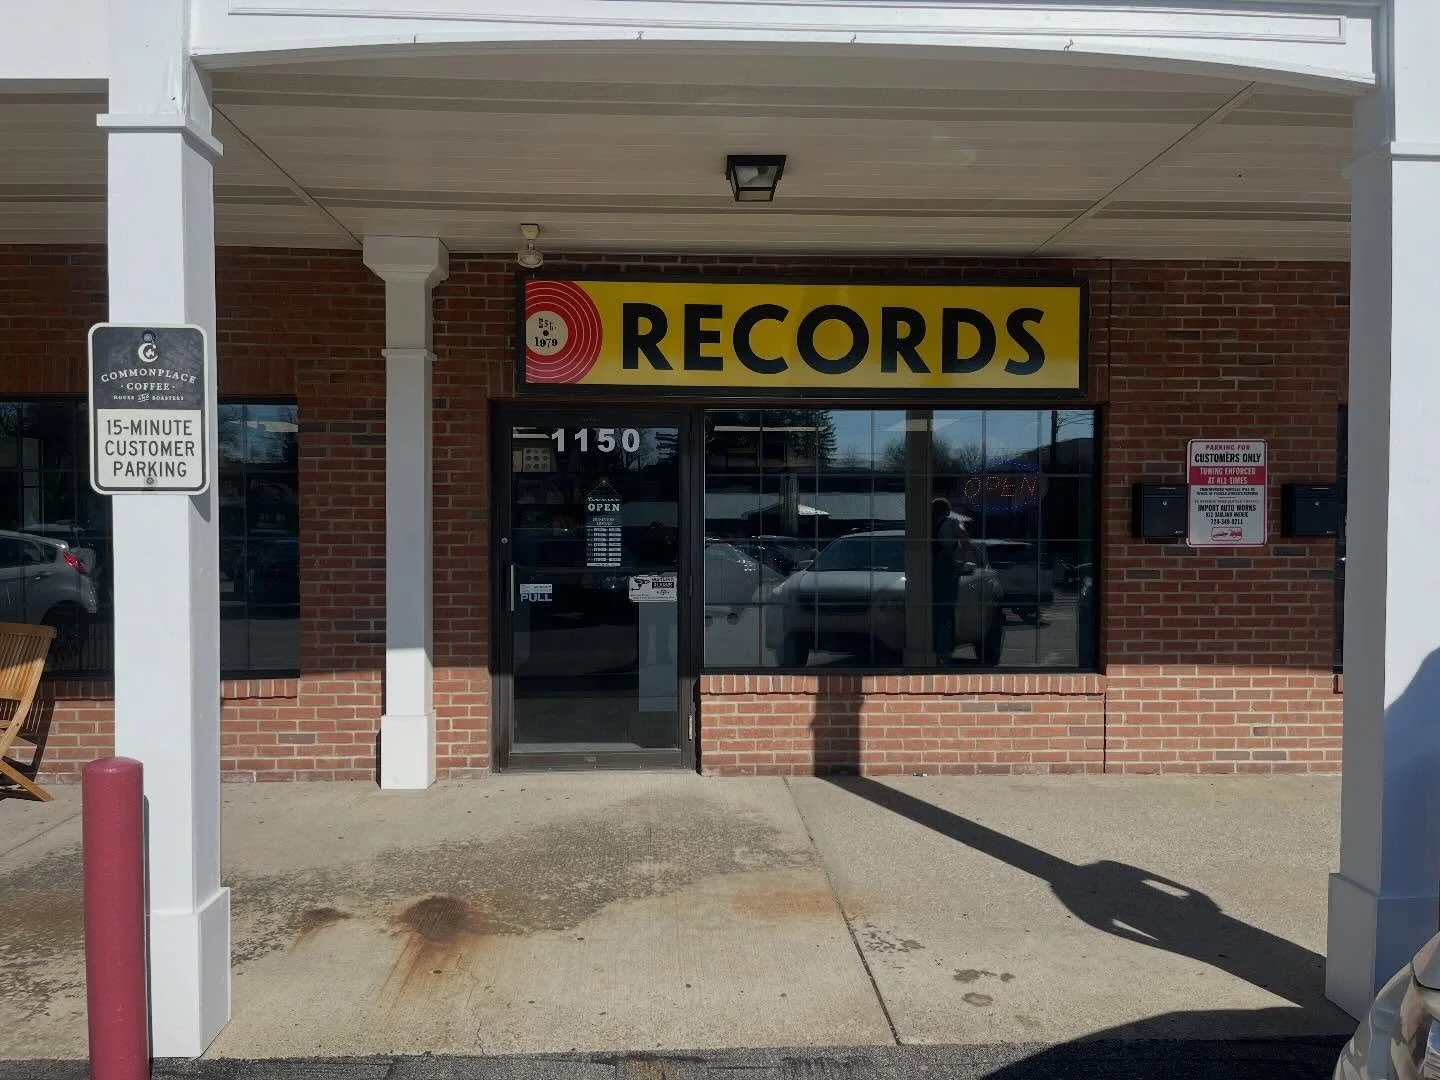 Est.
1979
RECORDS
COMMONPLACE
COFFEE
HOUSE AND ROASTERS
15-MINUTE
CUSTOMER
PARKING
1150
OPEN
PULL
OPEN
PARKING FOR
CUSTOMERS ONLY
TOWING ENFORCED
AT ALL TIMES
IMPORT AUTO WORKS